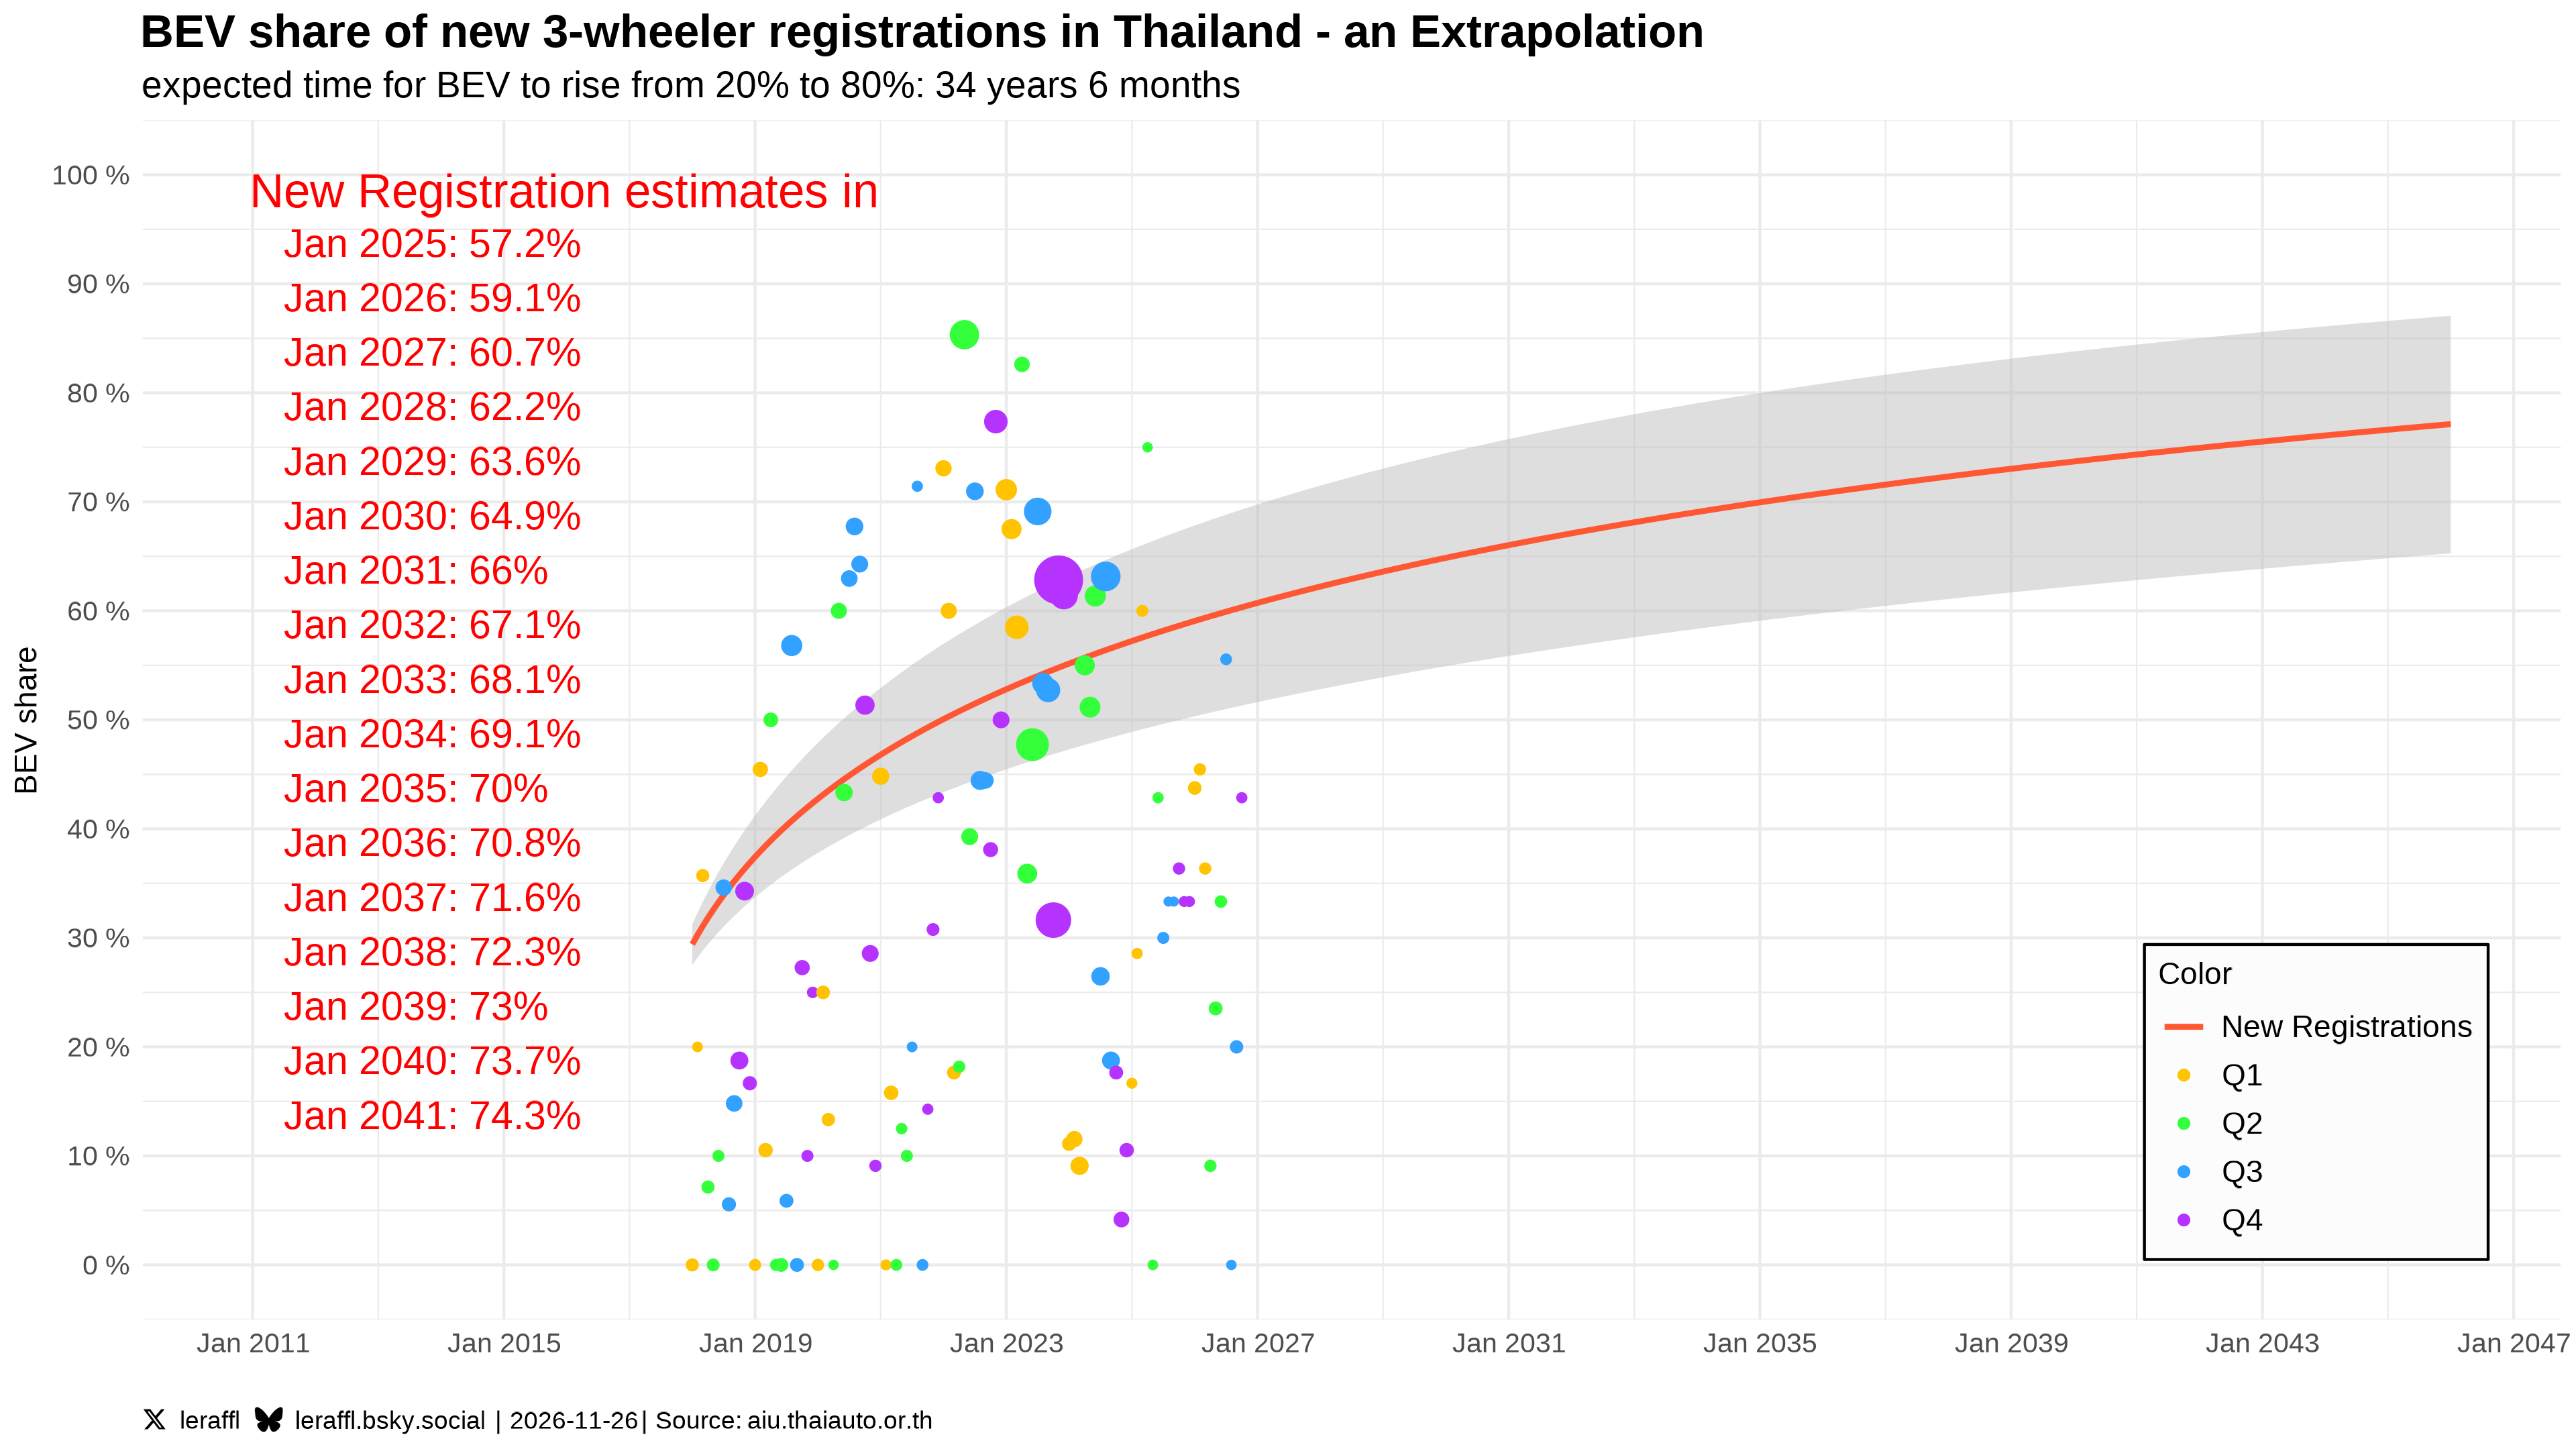 BEV share of new 3-wheeler registrations in Thailand - an Extrapolation
expected time for BEV to rise from 20% to 80%: 34 years 6 months
New Registration estimates in
Jan 2025: 57.2%
Jan 2026: 59.1%
Jan 2027: 60.7%
Jan 2028: 62.2%
Jan 2029: 63.6%
Jan 2030: 64.9%
Jan 2031: 66%
Jan 2032: 67.1%
Jan 2033: 68.1%
Jan 2034: 69.1%
Jan 2035: 70%
Jan 2036: 70.8%
Jan 2037: 71.6%
Jan 2038: 72.3%
Jan 2039: 73%
Jan 2040: 73.7%
Jan 2041: 74.3%
BEV share
100 %
90 %
80 %
70 %
60 %
50 %
40 %
30 %
20 %
10 %
0 %
Color
New Registrations
Q1
Q2
Q3
Q4
Jan 2011 Jan 2015 Jan 2019 Jan 2023 Jan 2027 Jan 2031 Jan 2035 Jan 2039 Jan 2043 Jan 2047
leraffl leraffl.bsky.social | 2026-11-26| Source: aiu.thaiauto.or.th